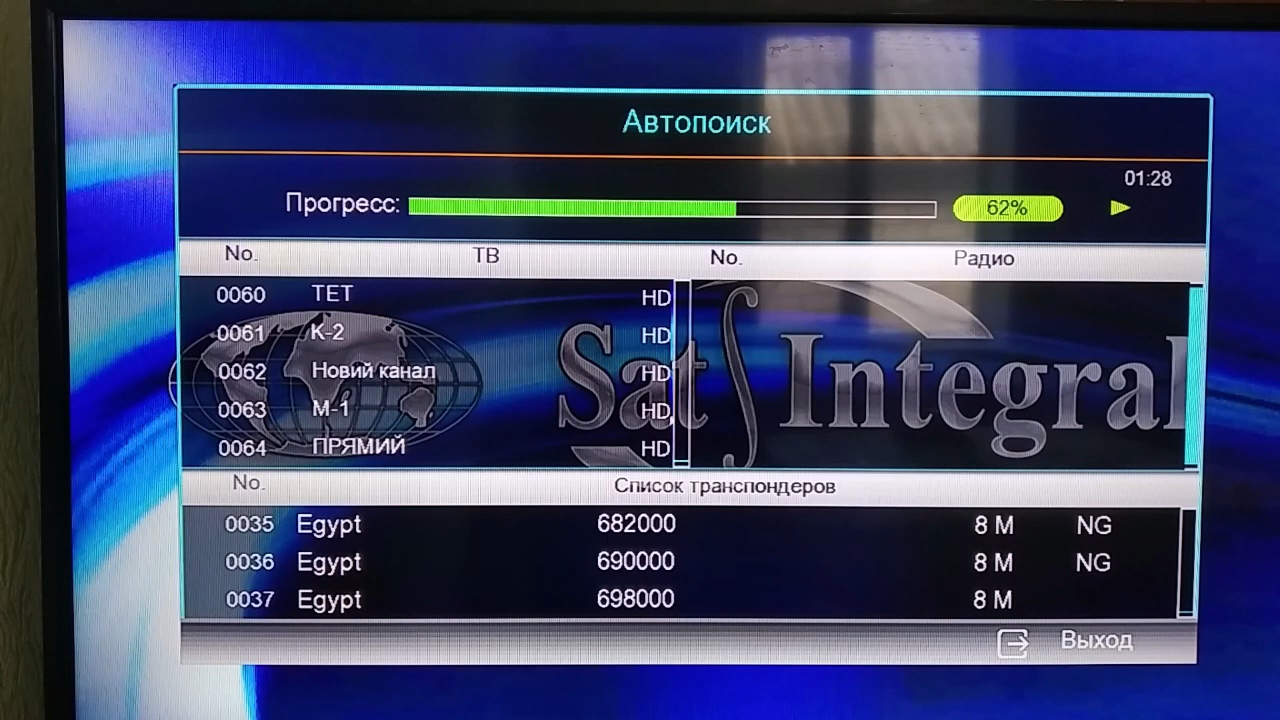 Автопоиск
01:28
Прогресс: 62%
No. ТВ No. Радио
0060 ТЕТ HD
0061 К-2 HD
0062 Новий канал HD
0063 М-1 HD
0064 ПРЯМИЙ HD
Sat Integral
No. Список транспондеров
0035 Egypt 682000 8 M NG
0036 Egypt 690000 8 M NG
0037 Egypt 698000 8 M
Выход